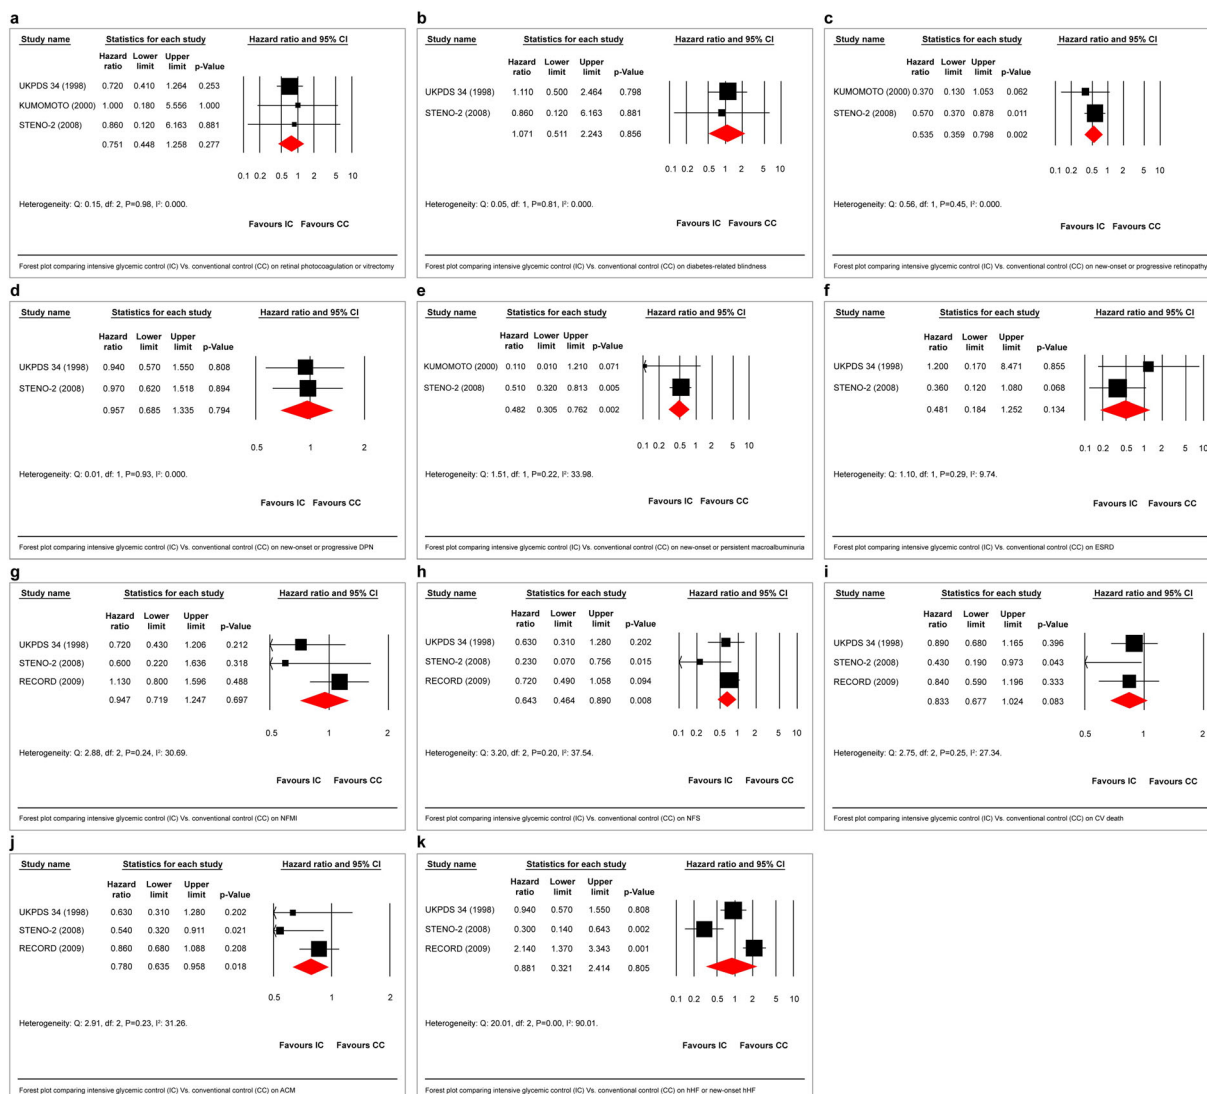 a
Study name Statistics for each study Hazard ratio and 95% CI
Hazard ratio Lower limit Upper limit p-Value
UKPDS 34 (1998) 0.720 0.410 1.264 0.253
KUMOMOTO (2000) 1.000 0.180 5.556 1.000
STENO-2 (2008) 0.860 0.120 6.163 0.881
0.751 0.448 1.258 0.277
0.1 0.2 0.5 1 2 5 10
Heterogeneity: Q: 0.15, df: 2, P=0.98, I²: 0.000.
Favours IC Favours CC
Forest plot comparing intensive glycemic control (IC) Vs. conventional control (CC) on retinal photocoagulation or vitrectomy
b
Study name Statistics for each study Hazard ratio and 95% CI
Hazard ratio Lower limit Upper limit p-Value
UKPDS 34 (1998) 1.110 0.500 2.464 0.798
STENO-2 (2008) 0.860 0.120 6.163 0.881
1.071 0.511 2.243 0.856
0.1 0.2 0.5 1 2 5 10
Heterogeneity: Q: 0.05, df: 1, P=0.81, I²: 0.000.
Favours IC Favours CC
Forest plot comparing intensive glycemic control (IC) Vs. conventional control (CC) on diabetes-related blindness
c
Study name Statistics for each study Hazard ratio and 95% CI
Hazard ratio Lower limit Upper limit p-Value
KUMOMOTO (2000) 0.370 0.130 1.053 0.062
STENO-2 (2008) 0.570 0.370 0.878 0.011
0.535 0.359 0.798 0.002
0.1 0.2 0.5 1 2 5 10
Heterogeneity: Q: 0.56, df: 1, P=0.45, I²: 0.000.
Favours IC Favours CC
Forest plot comparing intensive glycemic control (IC) Vs. conventional control (CC) on new-onset or progressive retinopathy
d
Study name Statistics for each study Hazard ratio and 95% CI
Hazard ratio Lower limit Upper limit p-Value
UKPDS 34 (1998) 0.940 0.570 1.550 0.808
STENO-2 (2008) 0.970 0.620 1.518 0.894
0.957 0.685 1.335 0.794
0.5 1 2
Heterogeneity: Q: 0.01, df: 1, P=0.93, I²: 0.000.
Favours IC Favours CC
Forest plot comparing intensive glycemic control (IC) Vs. conventional control (CC) on new-onset or progressive DPN
e
Study name Statistics for each study Hazard ratio and 95% CI
Hazard ratio Lower limit Upper limit p-Value
KUMOMOTO (2000) 0.110 0.010 1.210 0.071
STENO-2 (2008) 0.510 0.320 0.813 0.005
0.482 0.305 0.762 0.002
0.1 0.2 0.5 1 2 5 10
Heterogeneity: Q: 1.51, df: 1, P=0.22, I²: 33.98.
Favours IC Favours CC
Forest plot comparing intensive glycemic control (IC) Vs. conventional control (CC) on new-onset or persistent macroalbuminuria
f
Study name Statistics for each study Hazard ratio and 95% CI
Hazard ratio Lower limit Upper limit p-Value
UKPDS 34 (1998) 1.200 0.170 8.471 0.855
STENO-2 (2008) 0.360 0.120 1.080 0.068
0.481 0.184 1.252 0.134
0.1 0.2 0.5 1 2 5 10
Heterogeneity: Q: 1.10, df: 1, P=0.29, I²: 9.74.
Favours IC Favours CC
Forest plot comparing intensive glycemic control (IC) Vs. conventional control (CC) on ESRD
g
Study name Statistics for each study Hazard ratio and 95% CI
Hazard ratio Lower limit Upper limit p-Value
UKPDS 34 (1998) 0.720 0.430 1.206 0.212
STENO-2 (2008) 0.600 0.220 1.636 0.318
RECORD (2009) 1.130 0.800 1.596 0.488
0.947 0.719 1.247 0.697
0.5 1 2
Heterogeneity: Q: 2.88, df: 2, P=0.24, I²: 30.69.
Favours IC Favours CC
Forest plot comparing intensive glycemic control (IC) Vs. conventional control (CC) on NFMI
h
Study name Statistics for each study Hazard ratio and 95% CI
Hazard ratio Lower limit Upper limit p-Value
UKPDS 34 (1998) 0.630 0.310 1.280 0.202
STENO-2 (2008) 0.230 0.070 0.756 0.015
RECORD (2009) 0.720 0.490 1.058 0.094
0.643 0.464 0.890 0.008
0.1 0.2 0.5 1 2 5 10
Heterogeneity: Q: 3.20, df: 2, P=0.20, I²: 37.54.
Favours IC Favours CC
Forest plot comparing intensive glycemic control (IC) Vs. conventional control (CC) on NFS
i
Study name Statistics for each study Hazard ratio and 95% CI
Hazard ratio Lower limit Upper limit p-Value
UKPDS 34 (1998) 0.890 0.680 1.165 0.396
STENO-2 (2008) 0.430 0.190 0.973 0.043
RECORD (2009) 0.840 0.590 1.196 0.333
0.833 0.677 1.024 0.083
0.5 1 2
Heterogeneity: Q: 2.75, df: 2, P=0.25, I²: 27.34.
Favours IC Favours CC
Forest plot comparing intensive glycemic control (IC) Vs. conventional control (CC) on CV death
j
Study name Statistics for each study Hazard ratio and 95% CI
Hazard ratio Lower limit Upper limit p-Value
UKPDS 34 (1998) 0.630 0.310 1.280 0.202
STENO-2 (2008) 0.540 0.320 0.911 0.021
RECORD (2009) 0.860 0.680 1.088 0.208
0.780 0.635 0.958 0.018
0.5 1 2
Heterogeneity: Q: 2.91, df: 2, P=0.23, I²: 31.26.
Favours IC Favours CC
Forest plot comparing intensive glycemic control (IC) Vs. conventional control (CC) on ACM
k
Study name Statistics for each study Hazard ratio and 95% CI
Hazard ratio Lower limit Upper limit p-Value
UKPDS 34 (1998) 0.940 0.570 1.550 0.808
STENO-2 (2008) 0.300 0.140 0.643 0.002
RECORD (2009) 2.140 1.370 3.343 0.001
0.881 0.321 2.414 0.805
0.1 0.2 0.5 1 2 5 10
Heterogeneity: Q: 20.01, df: 2, P=0.00, I²: 90.01.
Favours IC Favours CC
Forest plot comparing intensive glycemic control (IC) Vs. conventional control (CC) on hHF or new-onset hHF